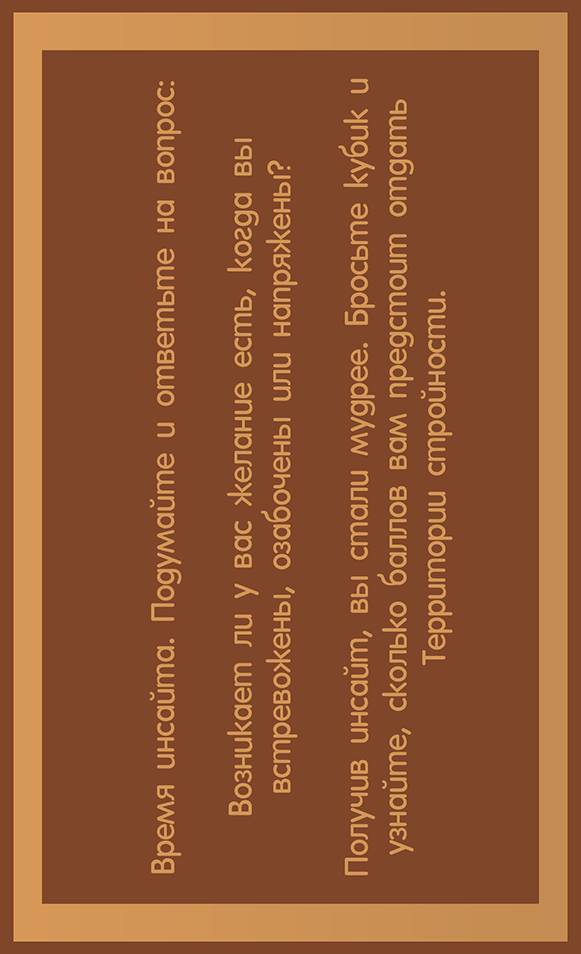 Время инсайта. Подумайте и ответьте на вопрос:
Возникает ли у вас желание есть, когда вы
встревожены, озабочены или напряжены?
Получив инсайт, вы стали мудрее. Бросьте кубик и
узнайте, сколько баллов вам предстоит отдать
Территории стройности.